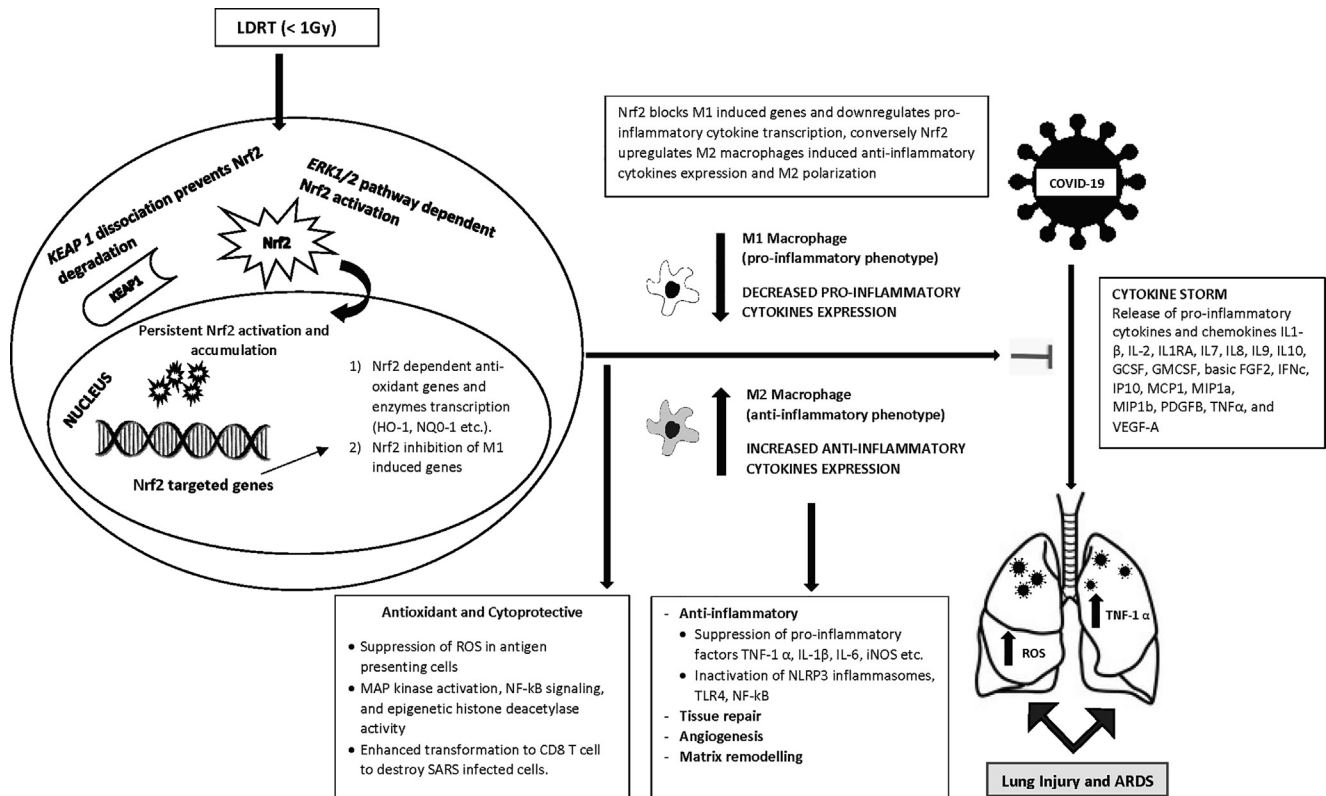 LDRT (< 1Gy)
KEAP 1 dissociation prevents Nrf2
degradation
ERK1/2 pathway dependent
Nrf2 activation
Nrf2
KEAP1
Persistent Nrf2 activation and
accumulation
NUCLEUS
1) Nrf2 dependent anti-
oxidant genes and
enzymes transcription
(HO-1, NQ0-1 etc.).
2) Nrf2 inhibition of M1
induced genes
Nrf2 targeted genes
Nrf2 blocks M1 induced genes and downregulates pro-
inflammatory cytokine transcription, conversely Nrf2
upregulates M2 macrophages induced anti-inflammatory
cytokines expression and M2 polarization
M1 Macrophage
(pro-inflammatory phenotype)
DECREASED PRO-INFLAMMATORY
CYTOKINES EXPRESSION
M2 Macrophage
(anti-inflammatory phenotype)
INCREASED ANTI-INFLAMMATORY
CYTOKINES EXPRESSION
COVID-19
CYTOKINE STORM
Release of pro-inflammatory
cytokines and chemokines IL1-
β, IL-2, IL1RA, IL7, IL8, IL9, IL10,
GCSF, GMCSF, basic FGF2, IFNc,
IP10, MCP1, MIP1a,
MIP1b, PDGFB, TNFα, and
VEGF-A
Antioxidant and Cytoprotective
• Suppression of ROS in antigen
presenting cells
• MAP kinase activation, NF-kB signaling,
and epigenetic histone deacetylase
activity
• Enhanced transformation to CD8 T cell
to destroy SARS infected cells.
- Anti-inflammatory
• Suppression of pro-inflammatory
factors TNF-1 α, IL-1β, IL-6, iNOS etc.
• Inactivation of NLRP3 inflammasomes,
TLR4, NF-kB
- Tissue repair
- Angiogenesis
- Matrix remodelling
TNF-1 α
ROS
Lung Injury and ARDS